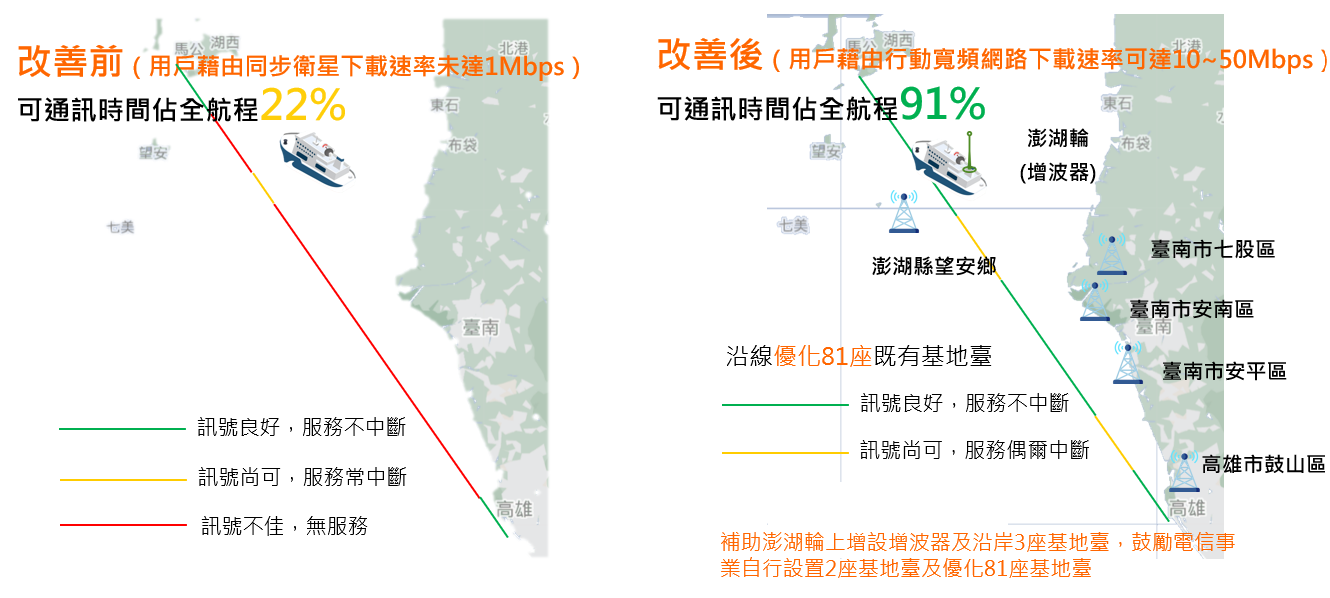 改善前（用戶藉由同步衛星下載速率未達1Mbps）
可通訊時間佔全航程22%
馬公
湖西
北港
東石
布袋
望安
七美
臺南
高雄
訊號良好，服務不中斷
訊號尚可，服務常中斷
訊號不佳，無服務
改善後（用戶藉由行動寬頻網路下載速率可達10~50Mbps）
可通訊時間佔全航程91%
馬公
湖西
北港
東石
布袋
望安
澎湖輪
(增波器)
七美
澎湖縣望安鄉
臺南市七股區
臺南市安南區
臺南
臺南市安平區
沿線優化81座既有基地臺
訊號良好，服務不中斷
訊號尚可，服務偶爾中斷
高雄市鼓山區
高雄
補助澎湖輪上增設增波器及沿岸3座基地臺，鼓勵電信事
業自行設置2座基地臺及優化81座基地臺